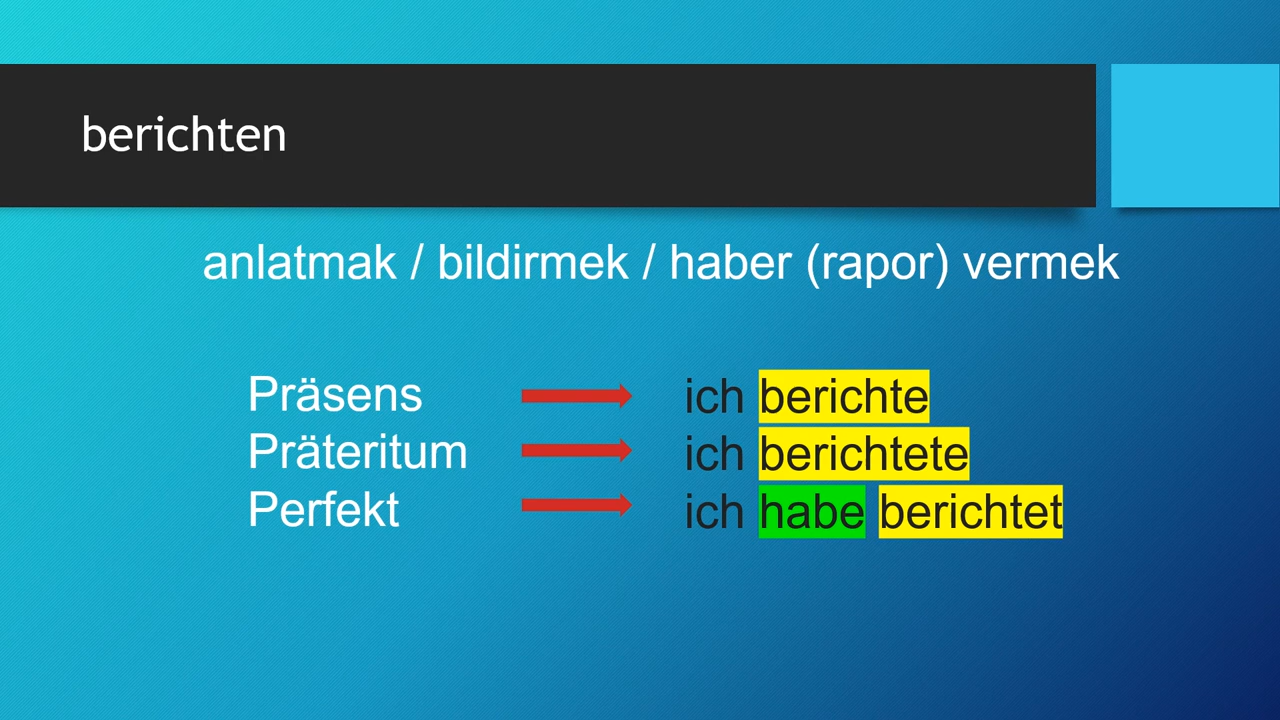 berichten
anlatmak / bildirmek / haber (rapor) vermek
Präsens ich berichte
Präteritum ich berichtete
Perfekt ich habe berichtet